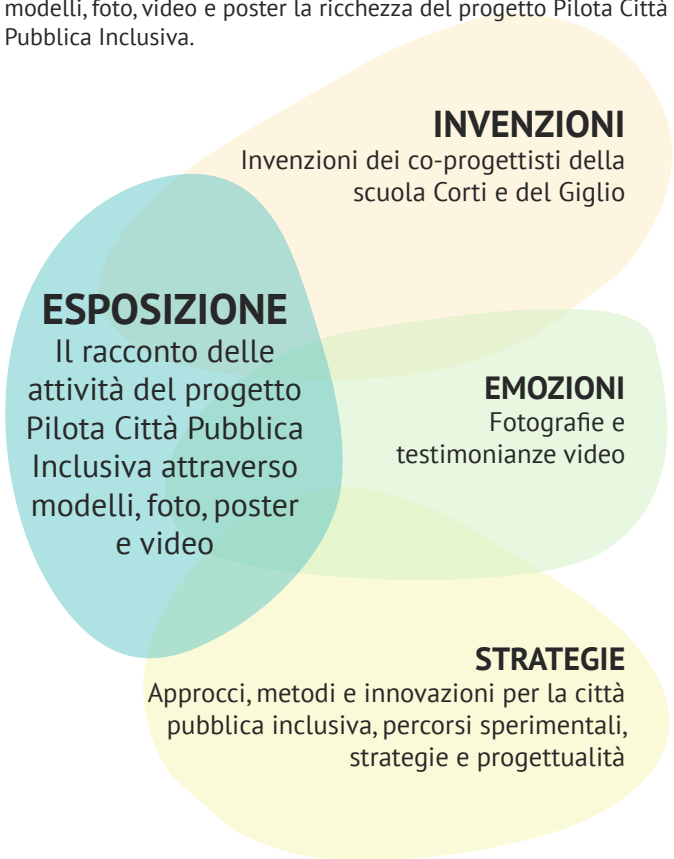 modelli, foto, video e poster la ricchezza del progetto Pilota Città
Pubblica Inclusiva.
INVENZIONI
Invenzioni dei co-progettisti della
scuola Corti e del Giglio
ESPOSIZIONE
Il racconto delle
attività del progetto
Pilota Città Pubblica
Inclusiva attraverso
modelli, foto, poster
e video
EMOZIONI
Fotografie e
testimonianze video
STRATEGIE
Approcci, metodi e innovazioni per la città
pubblica inclusiva, percorsi sperimentali,
strategie e progettualità